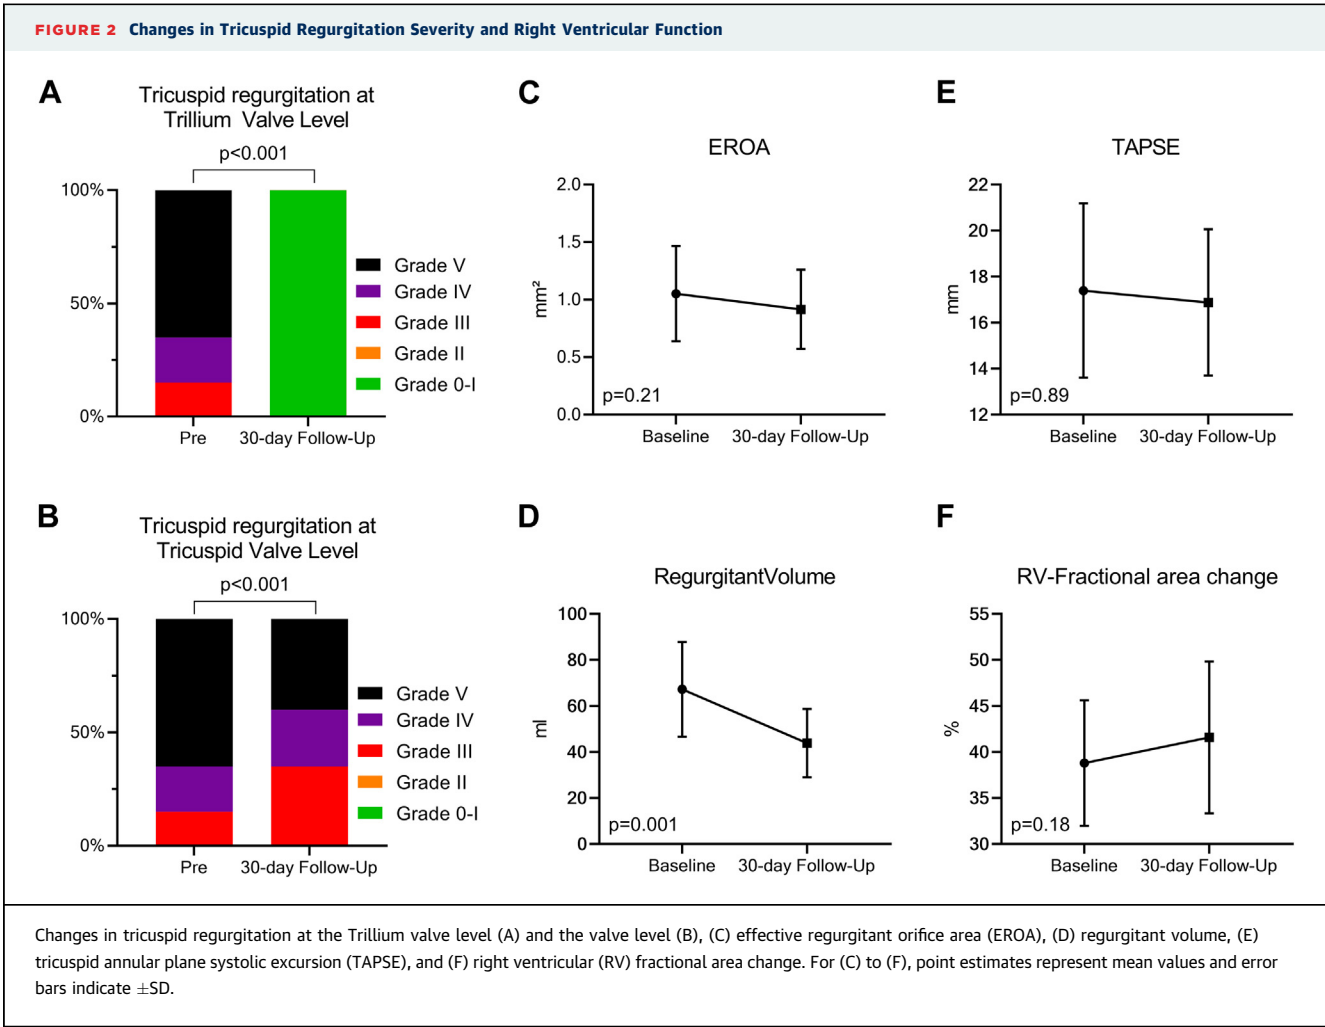 FIGURE 2 Changes in Tricuspid Regurgitation Severity and Right Ventricular Function
A
Tricuspid regurgitation at
Trillium Valve Level
p<0.001
100%
50%
0%
Pre
30-day Follow-Up
Grade V
Grade IV
Grade III
Grade II
Grade 0-I
B
Tricuspid regurgitation at
Tricuspid Valve Level
p<0.001
100%
50%
0%
Pre
30-day Follow-Up
Grade V
Grade IV
Grade III
Grade II
Grade 0-I
C
EROA
2.0
1.5
1.0
0.5
0.0
mm²
p=0.21
Baseline
30-day Follow-Up
D
RegurgitantVolume
100
80
60
40
20
0
ml
p=0.001
Baseline
30-day Follow-Up
E
TAPSE
22
20
18
16
14
12
mm
p=0.89
Baseline
30-day Follow-Up
F
RV-Fractional area change
55
50
45
40
35
30
%
p=0.18
Baseline
30-day Follow-Up
Changes in tricuspid regurgitation at the Trillium valve level (A) and the valve level (B), (C) effective regurgitant orifice area (EROA), (D) regurgitant volume, (E)
tricuspid annular plane systolic excursion (TAPSE), and (F) right ventricular (RV) fractional area change. For (C) to (F), point estimates represent mean values and error
bars indicate ±SD.